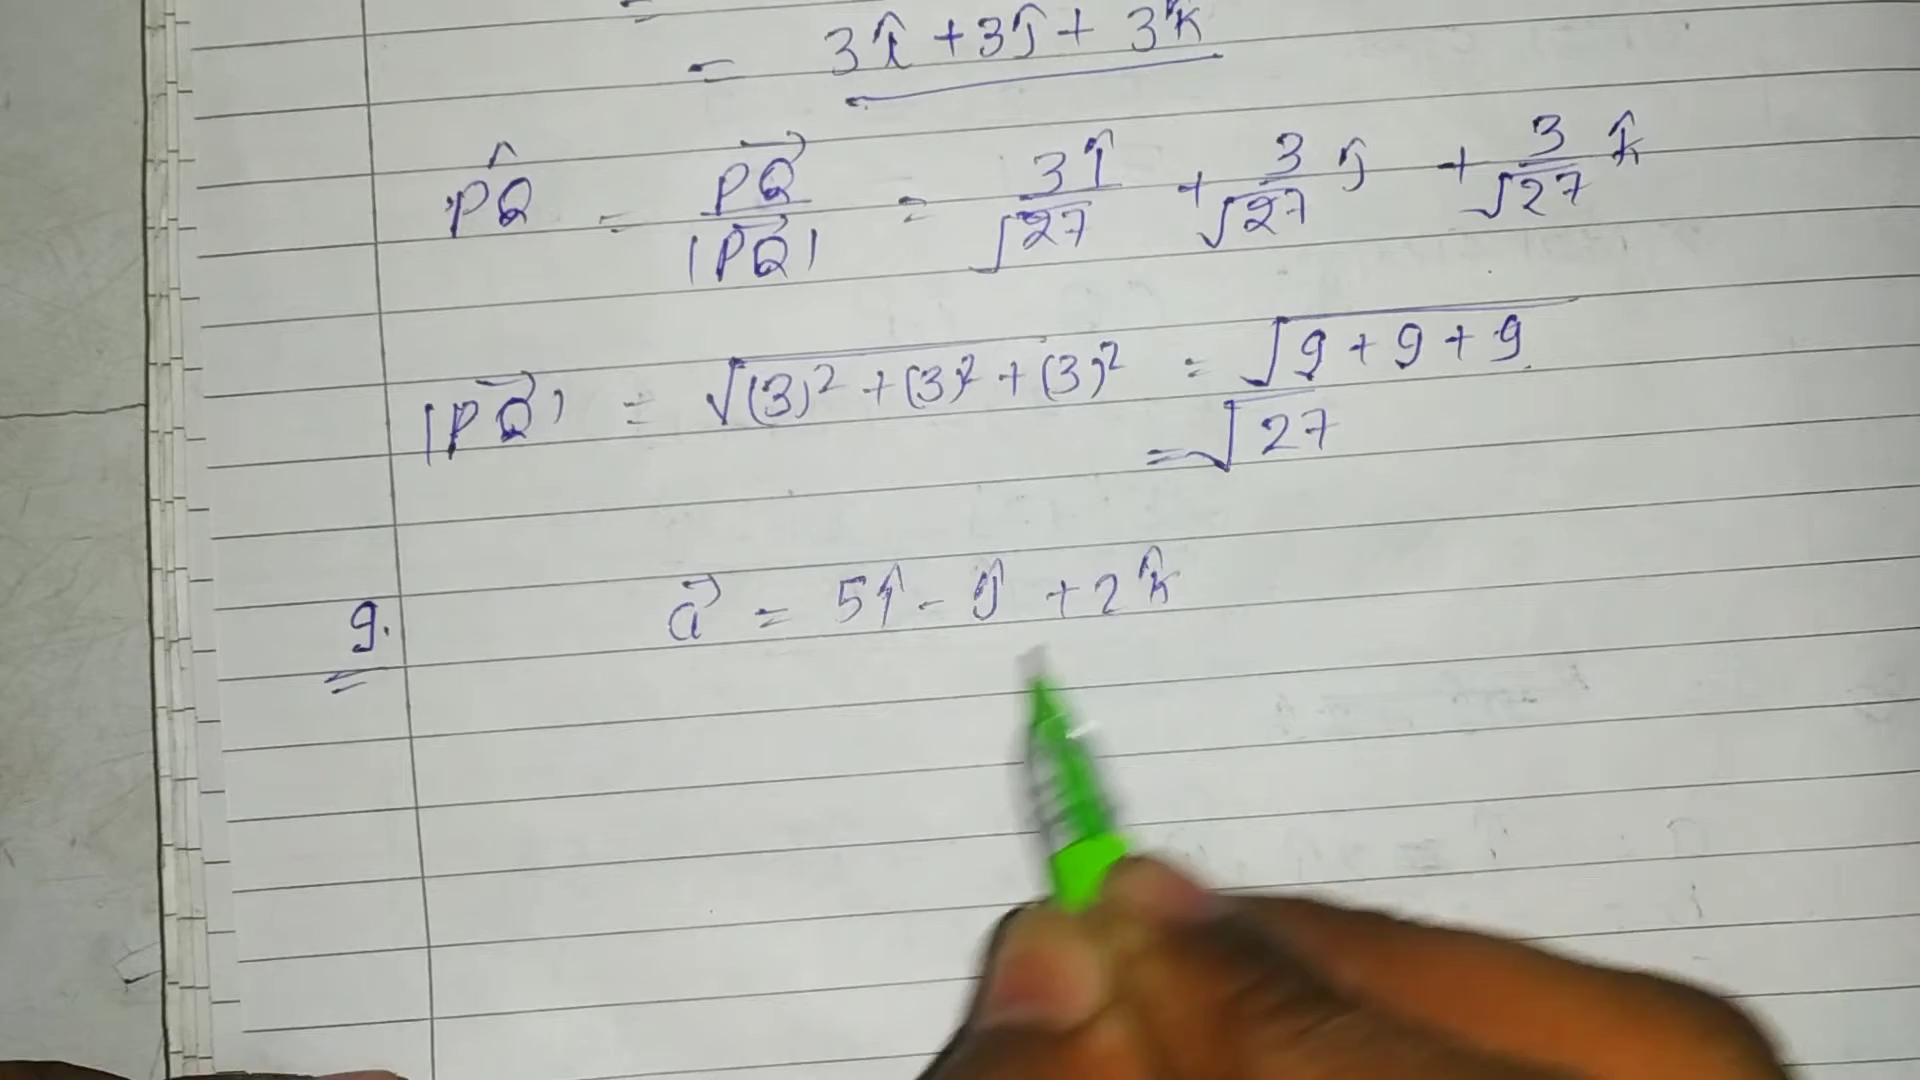 = 3î + 3ĵ + 3k̂
P̂Q = PQ⃗ / |PQ⃗| = 3î/√27 + 3/√27 ĵ + 3/√27 k̂
|PQ⃗| = √(3)² + (3)² + (3)² = √9 + 9 + 9
= √27
9. a⃗ = 5î - ĵ + 2k̂